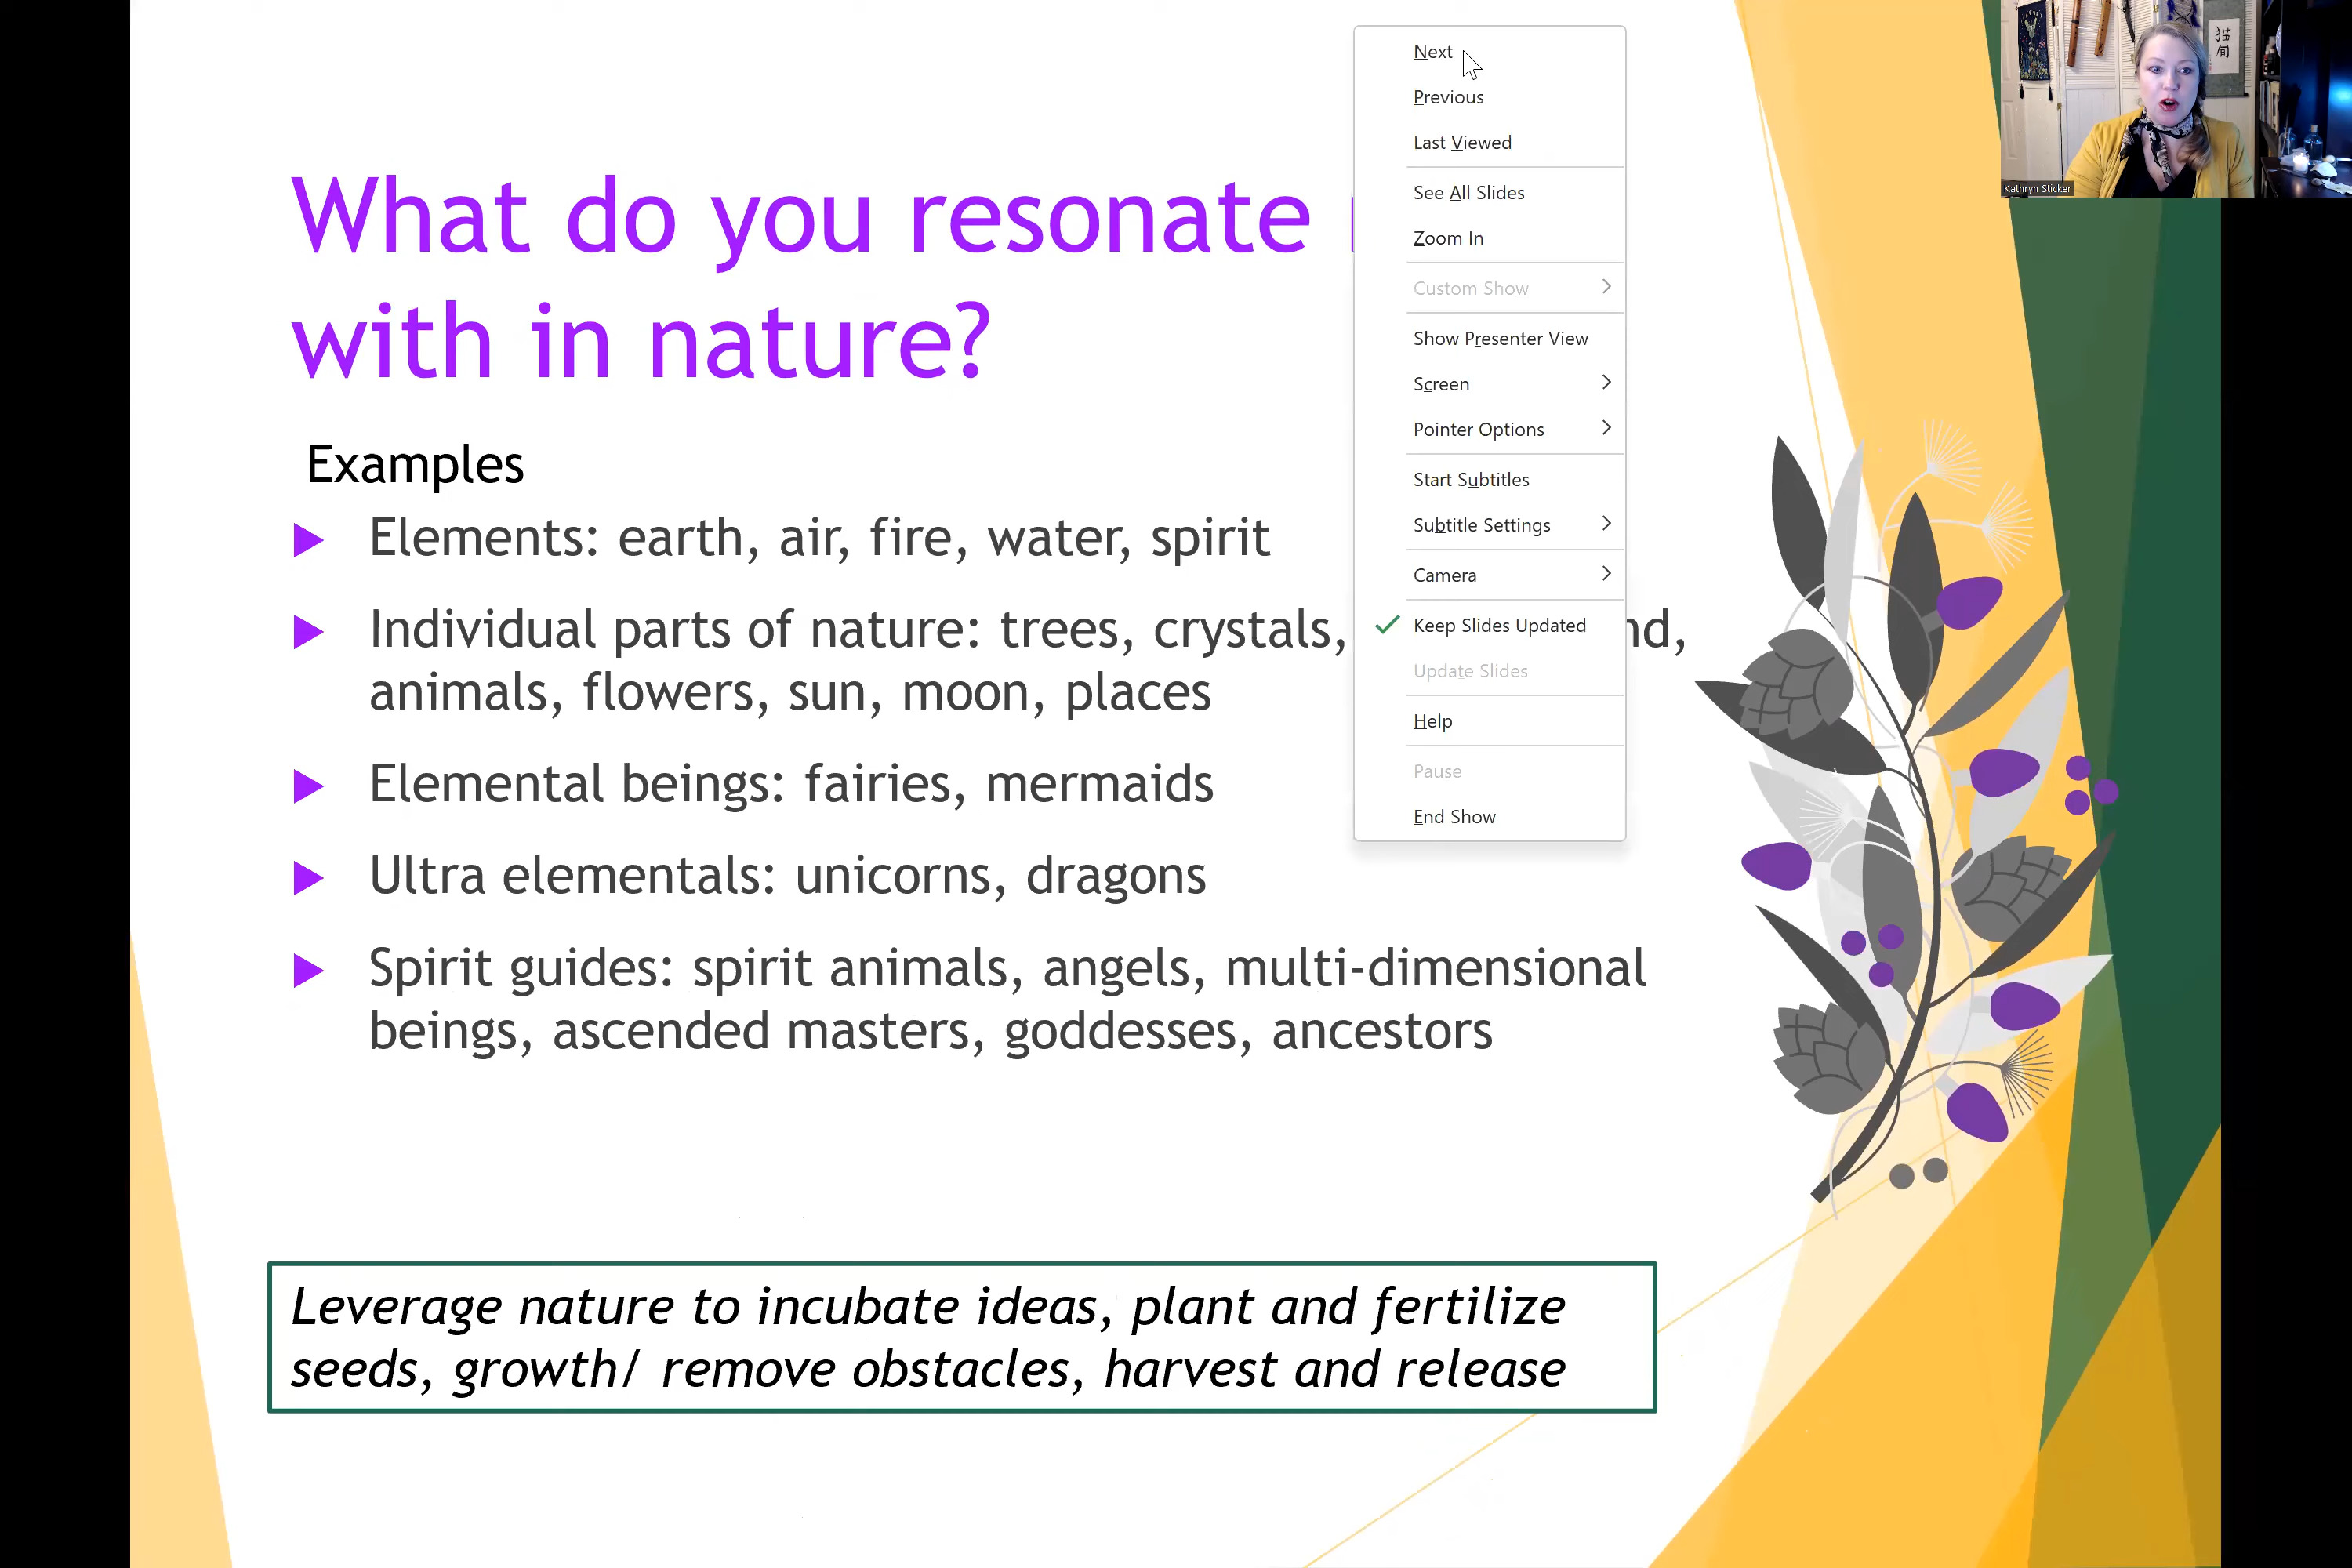 What do you resonate
with in nature?
Examples
Elements: earth, air, fire, water, spirit
Individual parts of nature: trees, crystals,
animals, flowers, sun, moon, places
Elemental beings: fairies, mermaids
Ultra elementals: unicorns, dragons
Spirit guides: spirit animals, angels, multi-dimensional
beings, ascended masters, goddesses, ancestors
Leverage nature to incubate ideas, plant and fertilize
seeds, growth/ remove obstacles, harvest and release
Next
Previous
Last Viewed
See All Slides
Zoom In
Custom Show
Show Presenter View
Screen
Pointer Options
Start Subtitles
Subtitle Settings
Camera
Keep Slides Updated
Update Slides
Help
Pause
End Show
猫
Kathryn Sticker